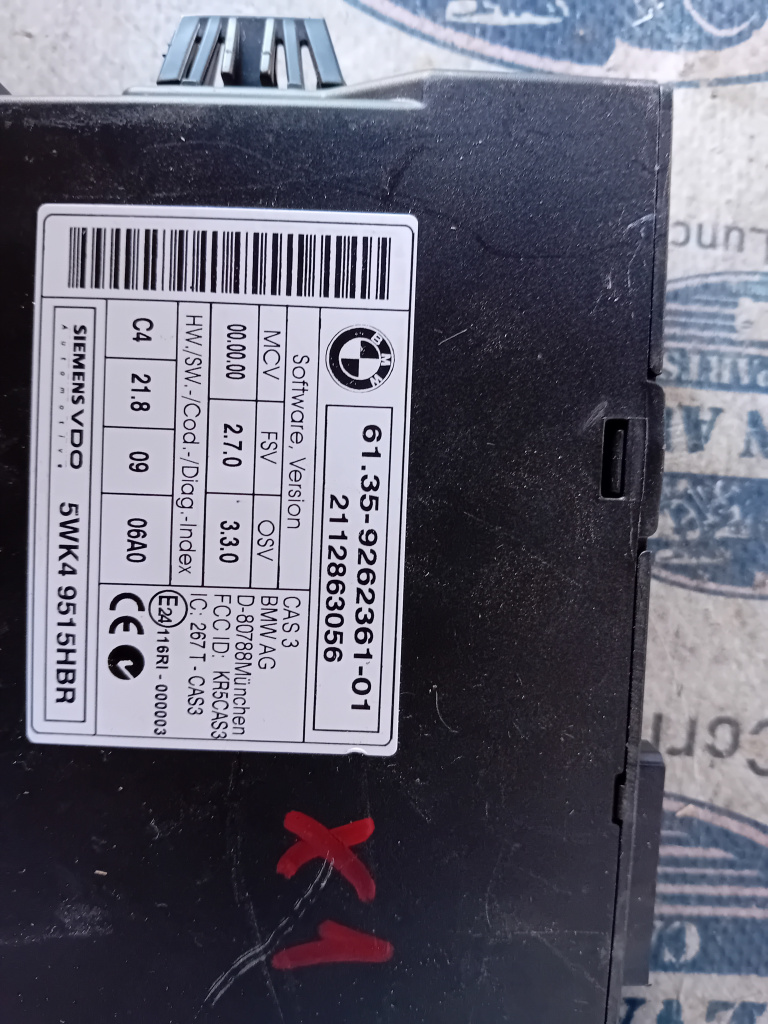 BMW
61.35-9262361-01
2112863056
Software, Version
MCV FSV OSV
00.00.00 2.7.0 3.3.0
HW./SW.-/Cod.-/Diag.-Index
C4 21.8 09 06A0
CAS 3
BMW AG
D-80788München
FCC ID: KR5CAS3
IC: 267T - CAS3
E24 116RI - 000003
CE
SIEMENS VDO
Automotive
5WK4 9515HBR
X1